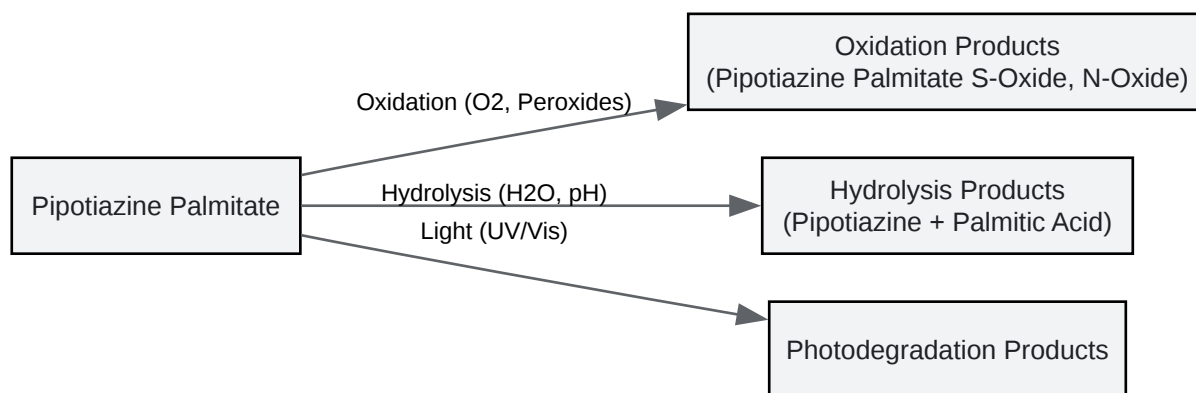 Oxidation Products
(Pipotiazine Palmitate S-Oxide, N-Oxide)
Oxidation (O2, Peroxides)
Pipotiazine Palmitate
Hydrolysis (H2O, pH)
Hydrolysis Products
(Pipotiazine + Palmitic Acid)
Light (UV/Vis)
Photodegradation Products